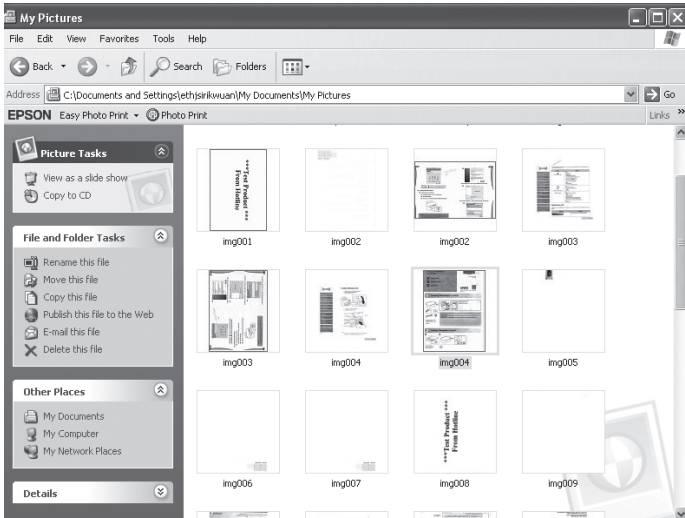 My Pictures
File Edit View Favorites Tools Help
Back Search Folders
Address C:\Documents and Settings\ethjsirikwuan\My Documents\My Pictures Go
EPSON Easy Photo Print Photo Print Links »
Picture Tasks
View as a slide show
Copy to CD
File and Folder Tasks
Rename this file
Move this file
Copy this file
Publish this file to the Web
E-mail this file
Delete this file
Other Places
My Documents
My Computer
My Network Places
Details
***Test Product ***
From Hotline
img001 img002 img002 img003
img003 img004 img004 img005
***Test Product ***
From Hotline
img006 img007 img008 img009